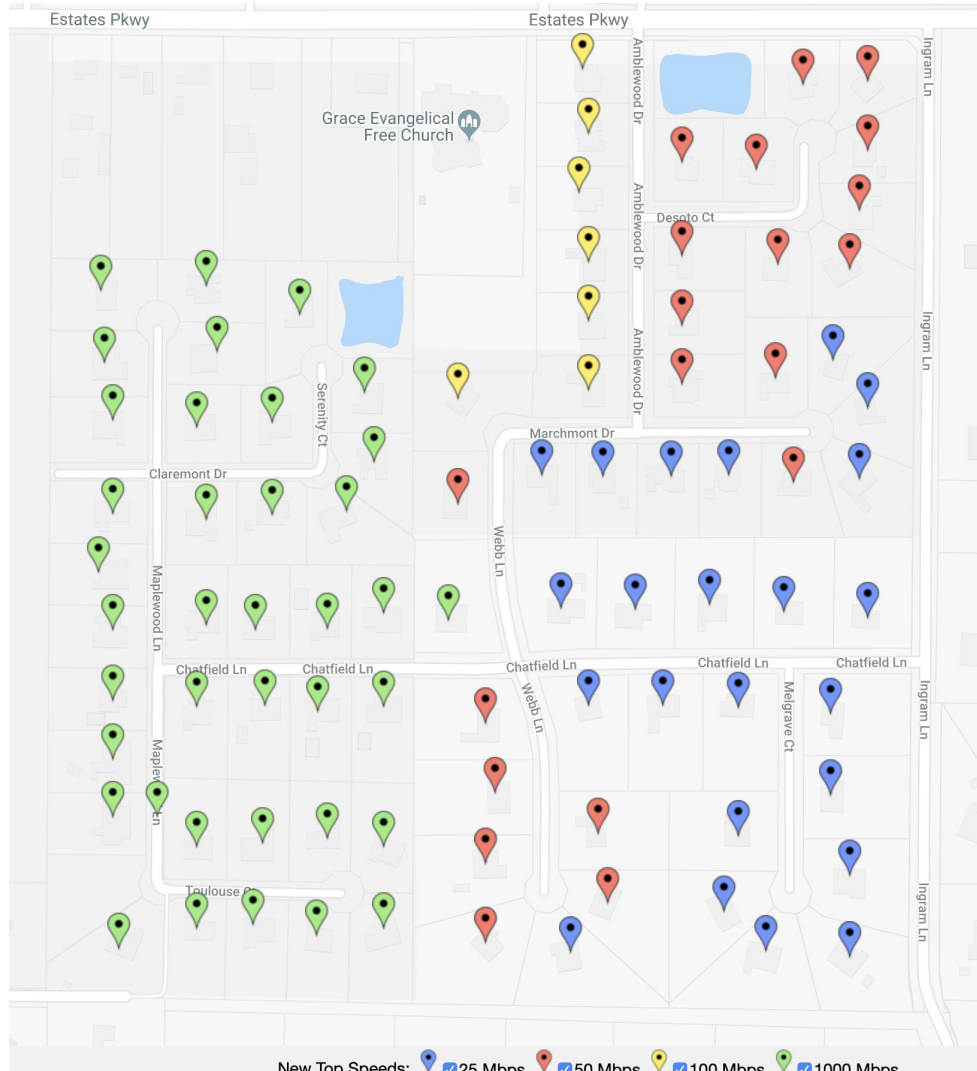 Estates Pkwy
Estates Pkwy
Ingram Ln
Amblewood Dr
Grace Evangelical
Free Church
Amblewood Dr
Desoto Ct
Ingram Ln
Amblewood Dr
Serenity Ct
Marchmont Dr
Claremont Dr
Webb Ln
Maplewood Ln
Chatfield Ln
Chatfield Ln
Chatfield Ln
Chatfield Ln
Chatfield Ln
Webb Ln
Melgrave Ct
Ingram Ln
Ingram Ln
New Top Speeds: 25 Mbps 50 Mbps 100 Mbps 1000 Mbps